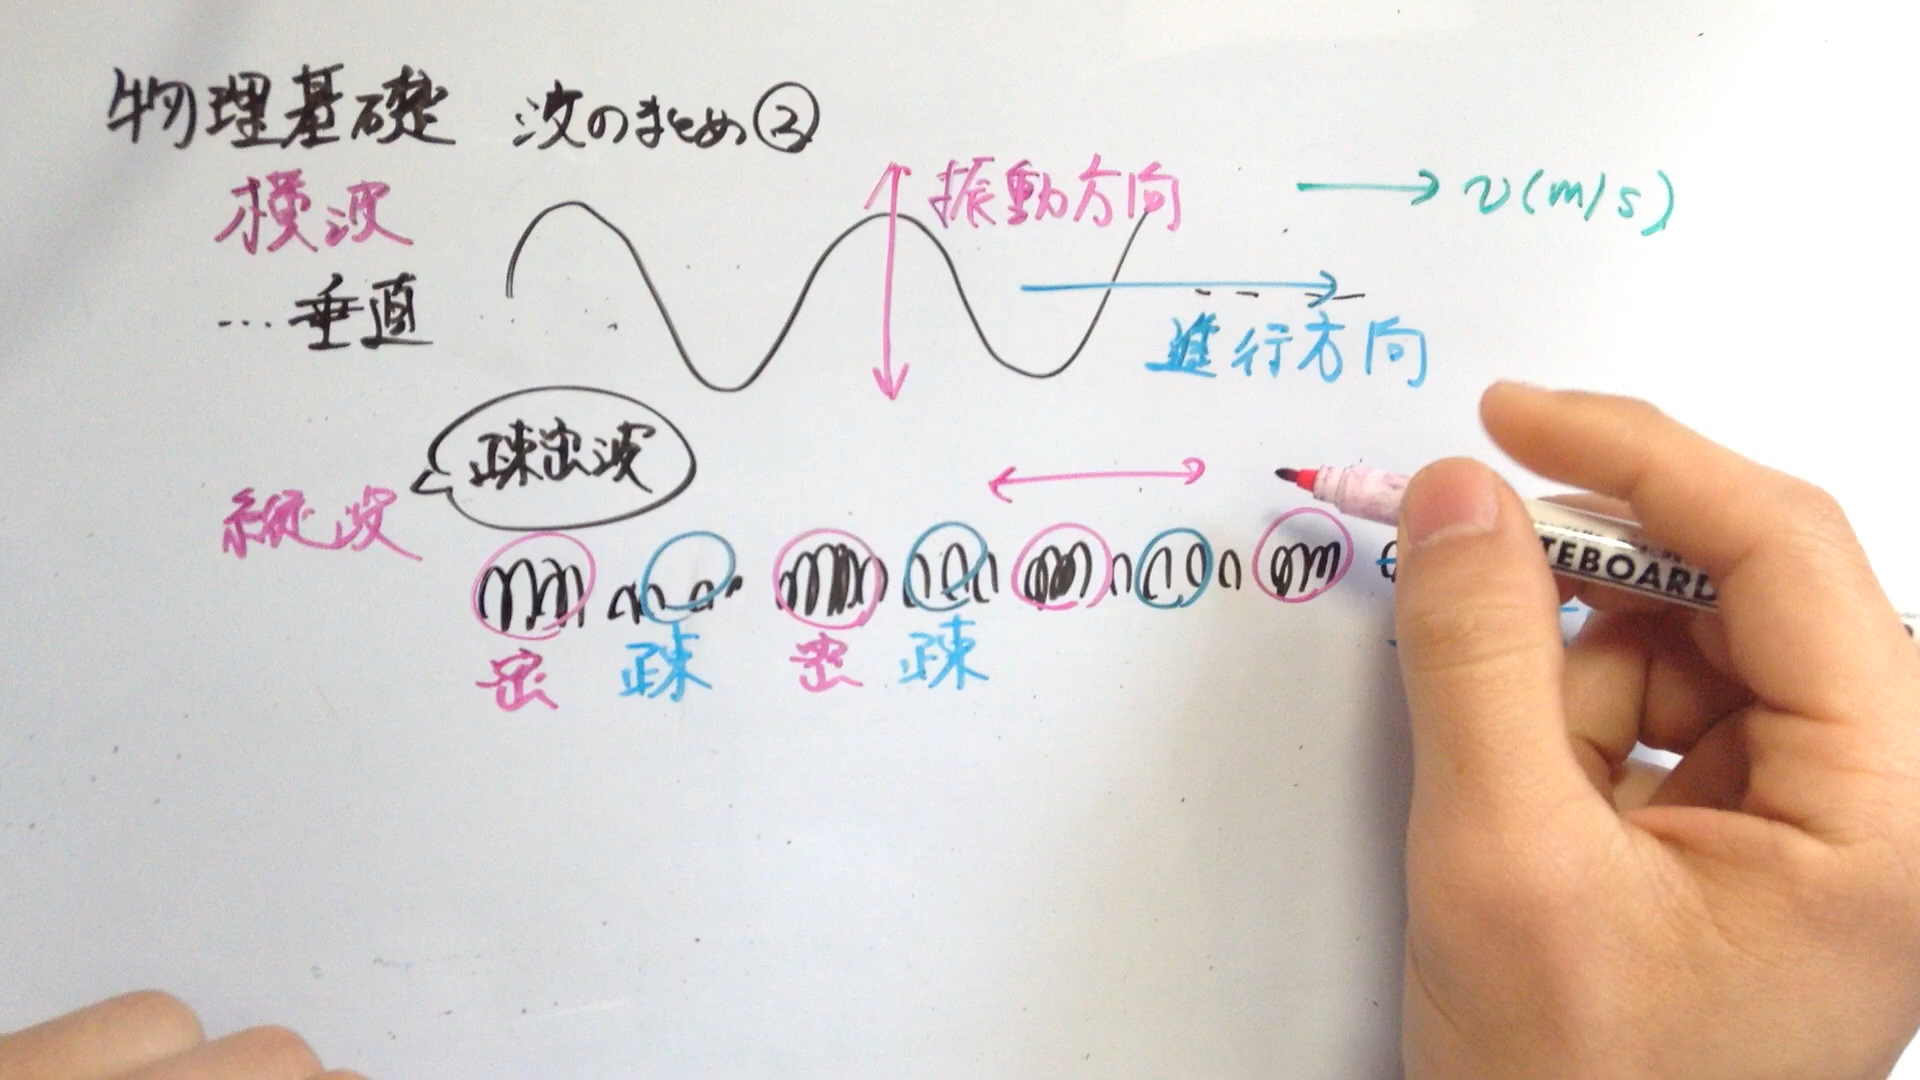 物理基礎 波のまとめ②
横波
振動方向
v(m/s)
…垂直
進行方向
疎密波
縦波
密 疎 密 疎
TEBOARD